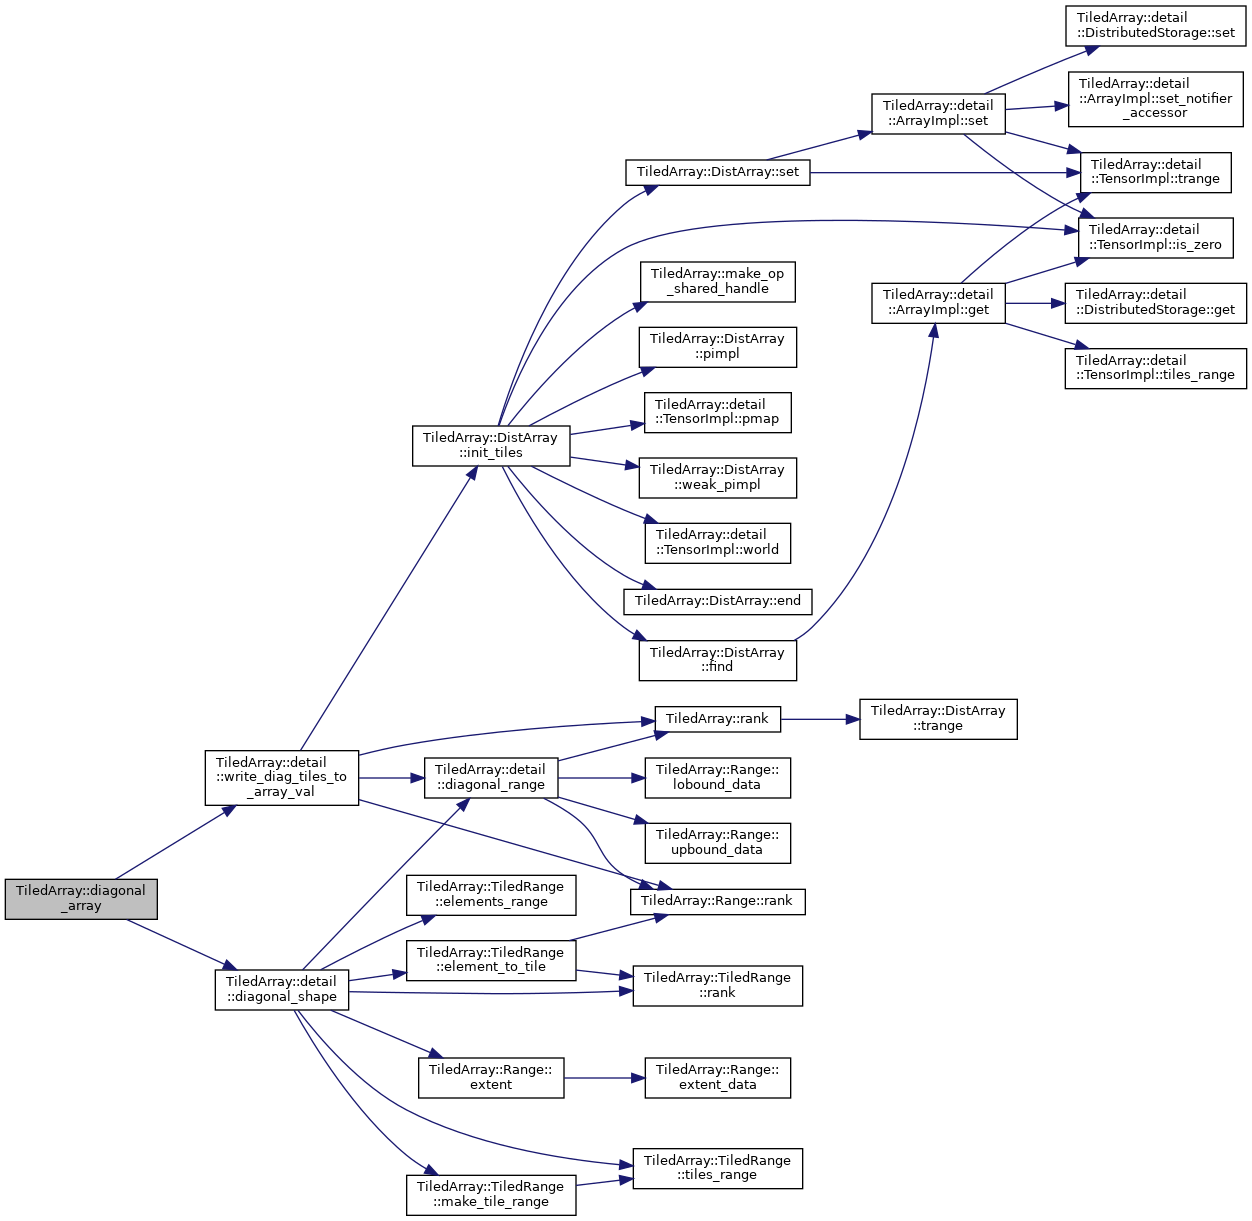 TiledArray::diagonal
_array
TiledArray::detail
::write_diag_tiles_to
_array_val
TiledArray::detail
::diagonal_shape
TiledArray::DistArray
::init_tiles
TiledArray::detail
::diagonal_range
TiledArray::TiledRange
::elements_range
TiledArray::TiledRange
::element_to_tile
TiledArray::Range::
extent
TiledArray::TiledRange
::make_tile_range
TiledArray::DistArray::set
TiledArray::make_op
_shared_handle
TiledArray::DistArray
::pimpl
TiledArray::detail
::TensorImpl::pmap
TiledArray::DistArray
::weak_pimpl
TiledArray::detail
::TensorImpl::world
TiledArray::DistArray::end
TiledArray::DistArray
::find
TiledArray::rank
TiledArray::Range::
lobound_data
TiledArray::Range::
upbound_data
TiledArray::Range::rank
TiledArray::TiledRange
::rank
TiledArray::Range::
extent_data
TiledArray::TiledRange
::tiles_range
TiledArray::detail
::ArrayImpl::set
TiledArray::detail
::ArrayImpl::get
TiledArray::DistArray
::trange
TiledArray::detail
::DistributedStorage::set
TiledArray::detail
::ArrayImpl::set_notifier
_accessor
TiledArray::detail
::TensorImpl::trange
TiledArray::detail
::TensorImpl::is_zero
TiledArray::detail
::DistributedStorage::get
TiledArray::detail
::TensorImpl::tiles_range